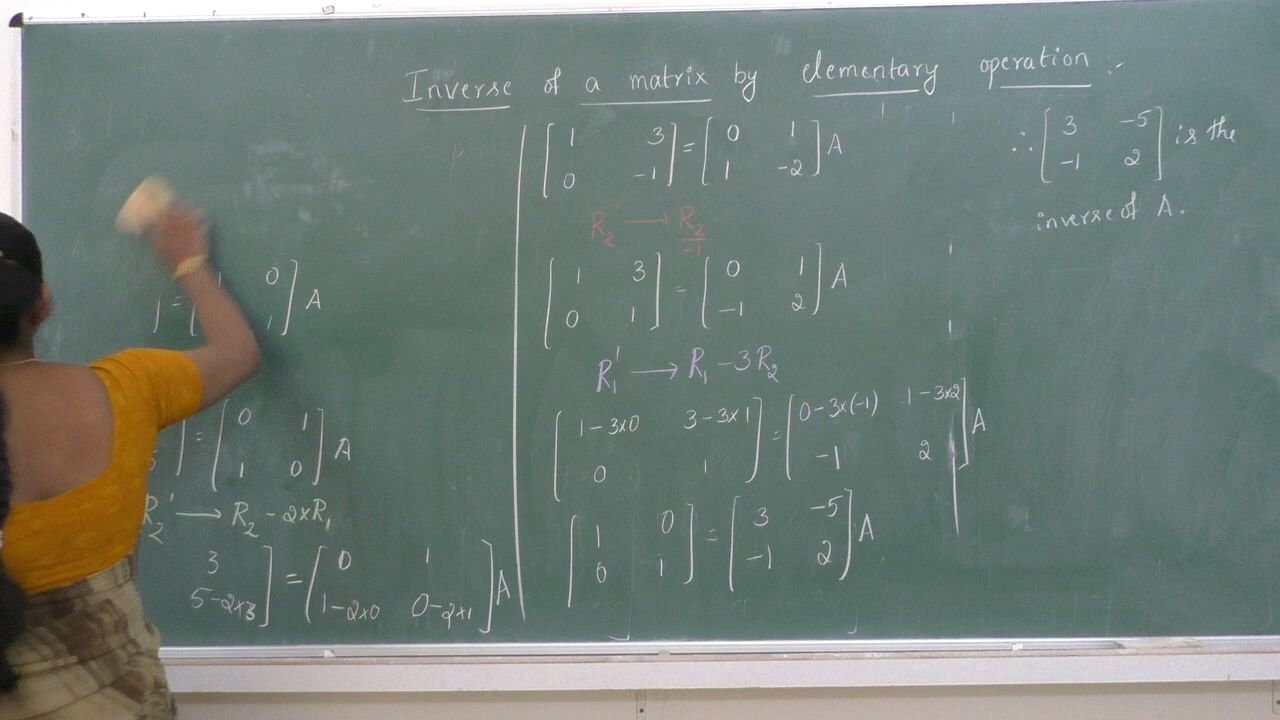 Inverse of a matrix by elementary operation :-
] = [ 0 ] A
1
] = [ 0 1 ] A
5 ] [ 1 0 ]
R₂' → R₂ - 2×R₁
3 ] = [ 0 1 ] A
5-2×3 ] [ 1-2×0 0-2×1 ]
[ 1 3 ] = [ 0 1 ] A
[ 0 -1 ] [ 1 -2 ]
R₂' → R₂/-1
[ 1 3 ] = [ 0 1 ] A
[ 0 1 ] [ -1 2 ]
R₁' → R₁ - 3R₂
[ 1-3×0 3-3×1 ] = [ 0-3×(-1) 1-3×2 ] A
[ 0 1 ] [ -1 2 ]
[ 1 0 ] = [ 3 -5 ] A
[ 0 1 ] [ -1 2 ]
∴ [ 3 -5 ] is the
[ -1 2 ]
inverse of A.